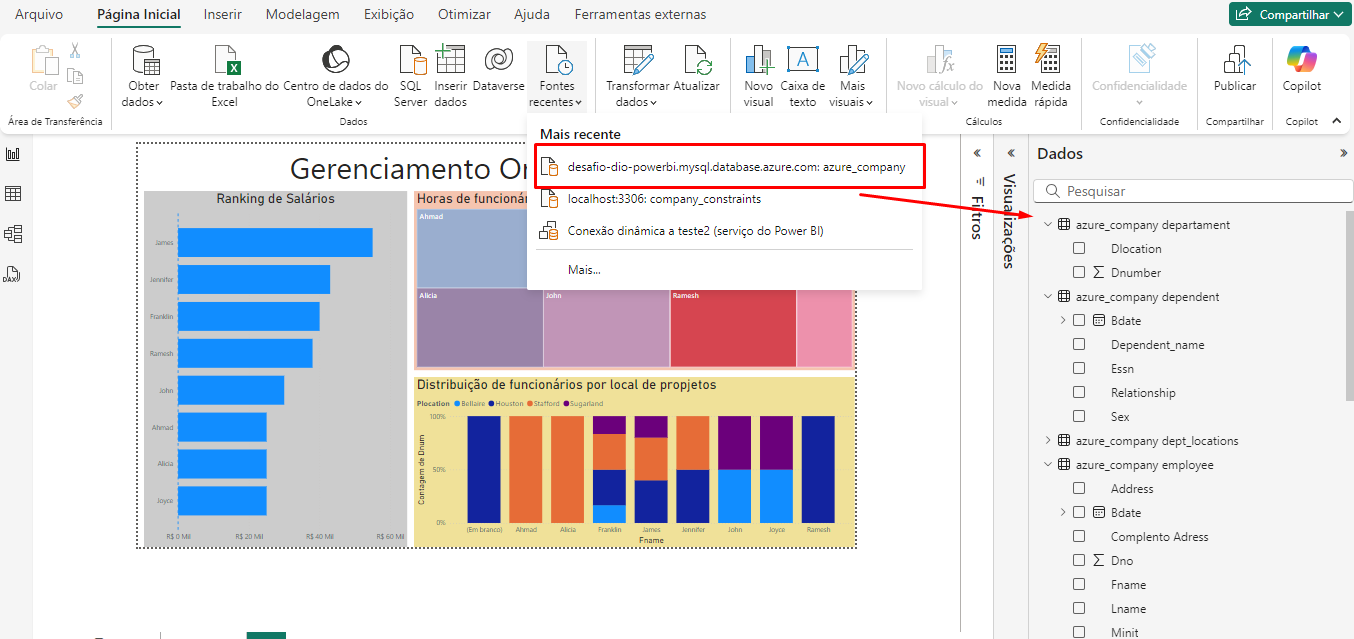 Arquivo Página Inicial Inserir Modelagem Exibição Otimizar Ajuda Ferramentas externas Compartilhar
Colar
Obter dados
Pasta de trabalho do Excel
Centro de dados do OneLake
SQL Server
Inserir dados
Dataverse
Fontes recentes
Transformar dados
Atualizar
Novo visual
Caixa de texto
Mais visuais
Novo cálculo do visual
Nova medida
Medida rápida
Confidencialidade
Publicar
Copilot
Área de Transferência
Dados
Cálculos
Confidencialidade
Compartilhar
Copilot
Mais recente
desafio-dio-powerbi.mysql.database.azure.com: azure_company
localhost:3306: company_constraints
Conexão dinâmica a teste2 (serviço do Power BI)
Mais...
Gerenciamento
Ranking de Salários
James
Jennifer
Franklin
Ramesh
John
Ahmad
Alicia
Joyce
R$ 0 Mil R$ 20 Mil R$ 40 Mil R$ 60 Mil
Horas de
Ahmad
Alicia
John
Ramesh
Distribuição de funcionários por local de propjetos
Plocation Bellaire Houston Stafford Sugarland
Contagem de Dnum
100%
50%
0%
(Em branco) Ahmad Alicia Franklin James Jennifer John Joyce Ramesh
Fname
Filtros
Visualizações
Dados
Pesquisar
azure_company departament
Dlocation
Dnumber
azure_company dependent
Bdate
Dependent_name
Essn
Relationship
Sex
azure_company dept_locations
azure_company employee
Address
Bdate
Complento Adress
Dno
Fname
Lname
Minit
DAX